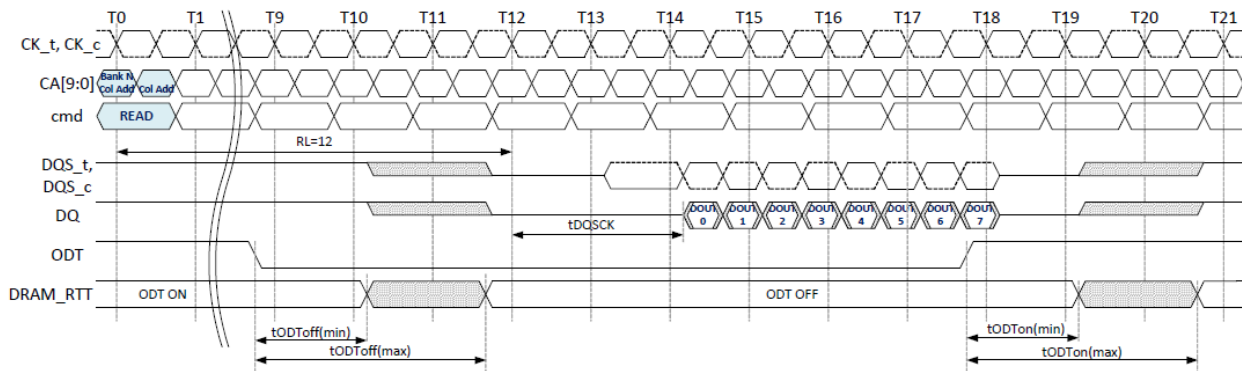 T0 T1 T9 T10 T11 T12 T13 T14 T15 T16 T17 T18 T19 T20 T21
CK_t, CK_c
Bank N
CA[9:0] Col Add Col Add
cmd READ
RL=12
DQS_t,
DQS_c
DQ DOUT 0 DOUT 1 DOUT 2 DOUT 3 DOUT 4 DOUT 5 DOUT 6 DOUT 7
tDQSCK
ODT
DRAM_RTT ODT ON ODT OFF
tODToff(min) tODTon(min)
tODToff(max) tODTon(max)